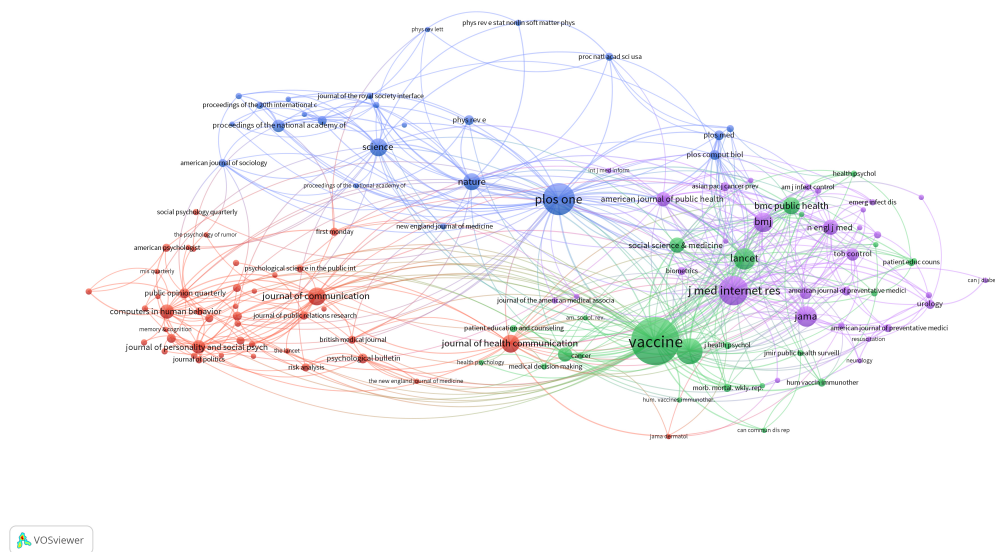 phys rev e stat nonlin soft matter phys
phys rev lett
proc natl acad sci usa
journal of the royal society interface
proceedings of the 20th international c
proceedings of the national academy of
phys rev e
plos med
science
plos comput biol
american journal of sociology
int j med inform
health psychol
nature
proceedings of the national academy of
asian pac j cancer prev
am j infect control
plos one
american journal of public health
bmc public health
emerg infect dis
social psychology quarterly
bmj
new england journal of medicine
n engl j med
the psychology of rumor
first monday
american psychologist
social science & medicine
tob control
lancet
patient educ couns
mis quarterly
psychological science in the public int
biometrics
can j diabe
public opinion quarterly
journal of communication
j med internet res
american journal of preventative medici
journal of the american medical associa
urology
computers in human behavior
journal of public relations research
am. sociol. rev.
jama
memory & cognition
patient education and counseling
american journal of preventative medici
british medical journal
journal of health communication
vaccine
j health psychol
resuscitation
journal of personality and social psych
the lancet
cancer
jmir public health surveill
journal of politics
psychological bulletin
health psychology
medical decision making
neurology
risk analysis
the new england journal of medicine
morb. mortal. wkly. rep.
hum vaccin immunother
hum. vaccines immunother.
jama dermatol
can commun dis rep
VOSviewer